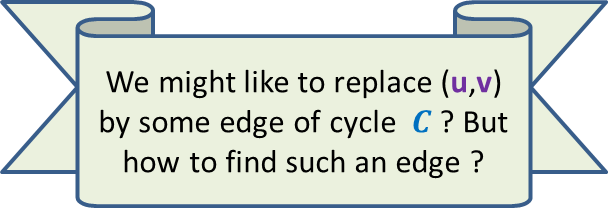 We might like to replace (u,v)
by some edge of cycle C ? But
how to find such an edge ?